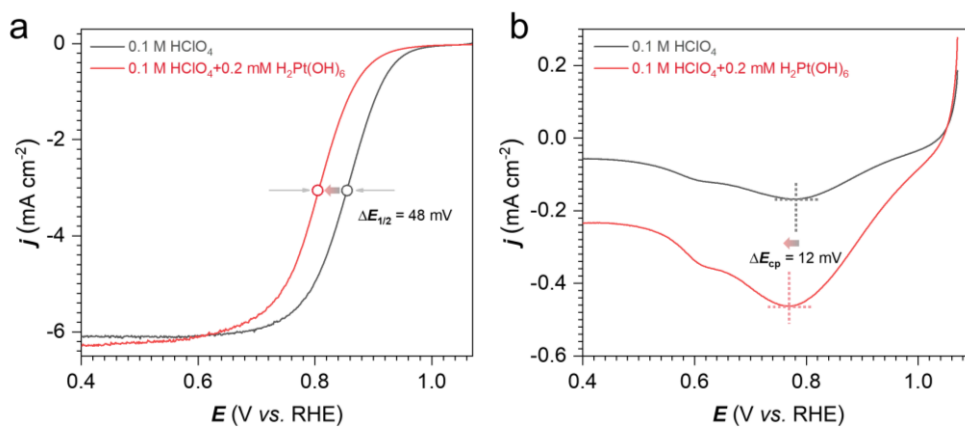 a
0.1 M HClO₄
0.1 M HClO₄+0.2 mM H₂Pt(OH)₆
ΔE₁/₂ = 48 mV
0
-2
-4
-6
j (mA cm⁻²)
0.4
0.6
0.8
1.0
E (V vs. RHE)
b
0.1 M HClO₄
0.1 M HClO₄+0.2 mM H₂Pt(OH)₆
ΔE_cp = 12 mV
0.2
0.0
-0.2
-0.4
-0.6
j (mA cm⁻²)
0.4
0.6
0.8
1.0
E (V vs. RHE)